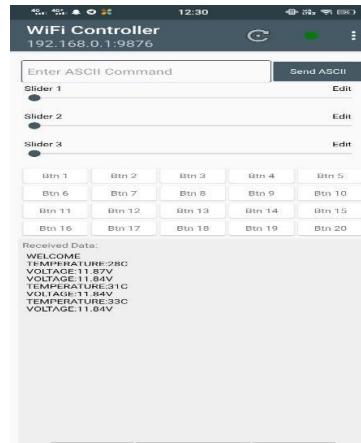 12:30
WiFi Controller
192.168.0.1:9876
Enter ASCII Command
Send ASCII
Slider 1 Edit
Slider 2 Edit
Slider 3 Edit
Btn 1 Btn 2 Btn 3 Btn 4 Btn 5
Btn 6 Btn 7 Btn 8 Btn 9 Btn 10
Btn 11 Btn 12 Btn 13 Btn 14 Btn 15
Btn 16 Btn 17 Btn 18 Btn 19 Btn 20
Received Data:
WELCOME
TEMPERATURE:28C
VOLTAGE:11.87V
VOLTAGE:11.84V
TEMPERATURE:31C
VOLTAGE:11.84V
TEMPERATURE:33C
VOLTAGE:11.84V